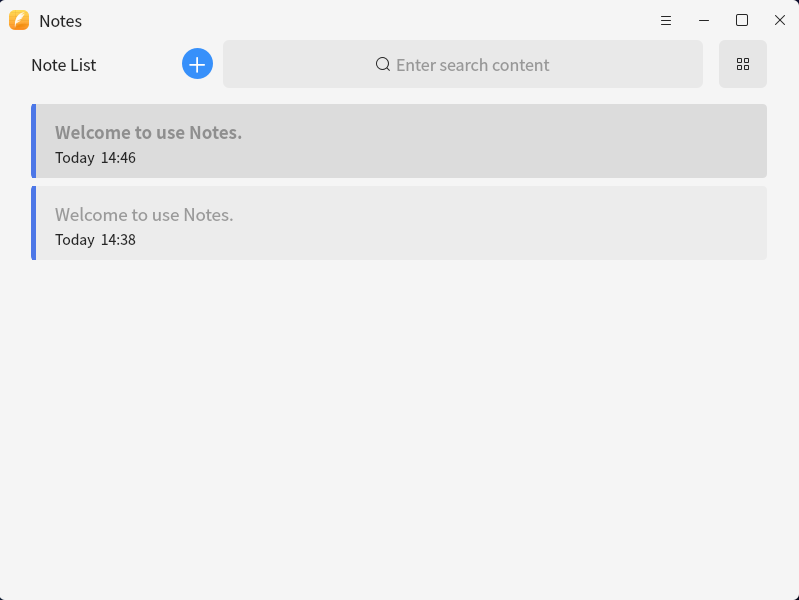 Notes
Note List
Enter search content
Welcome to use Notes.
Today 14:46
Welcome to use Notes.
Today 14:38